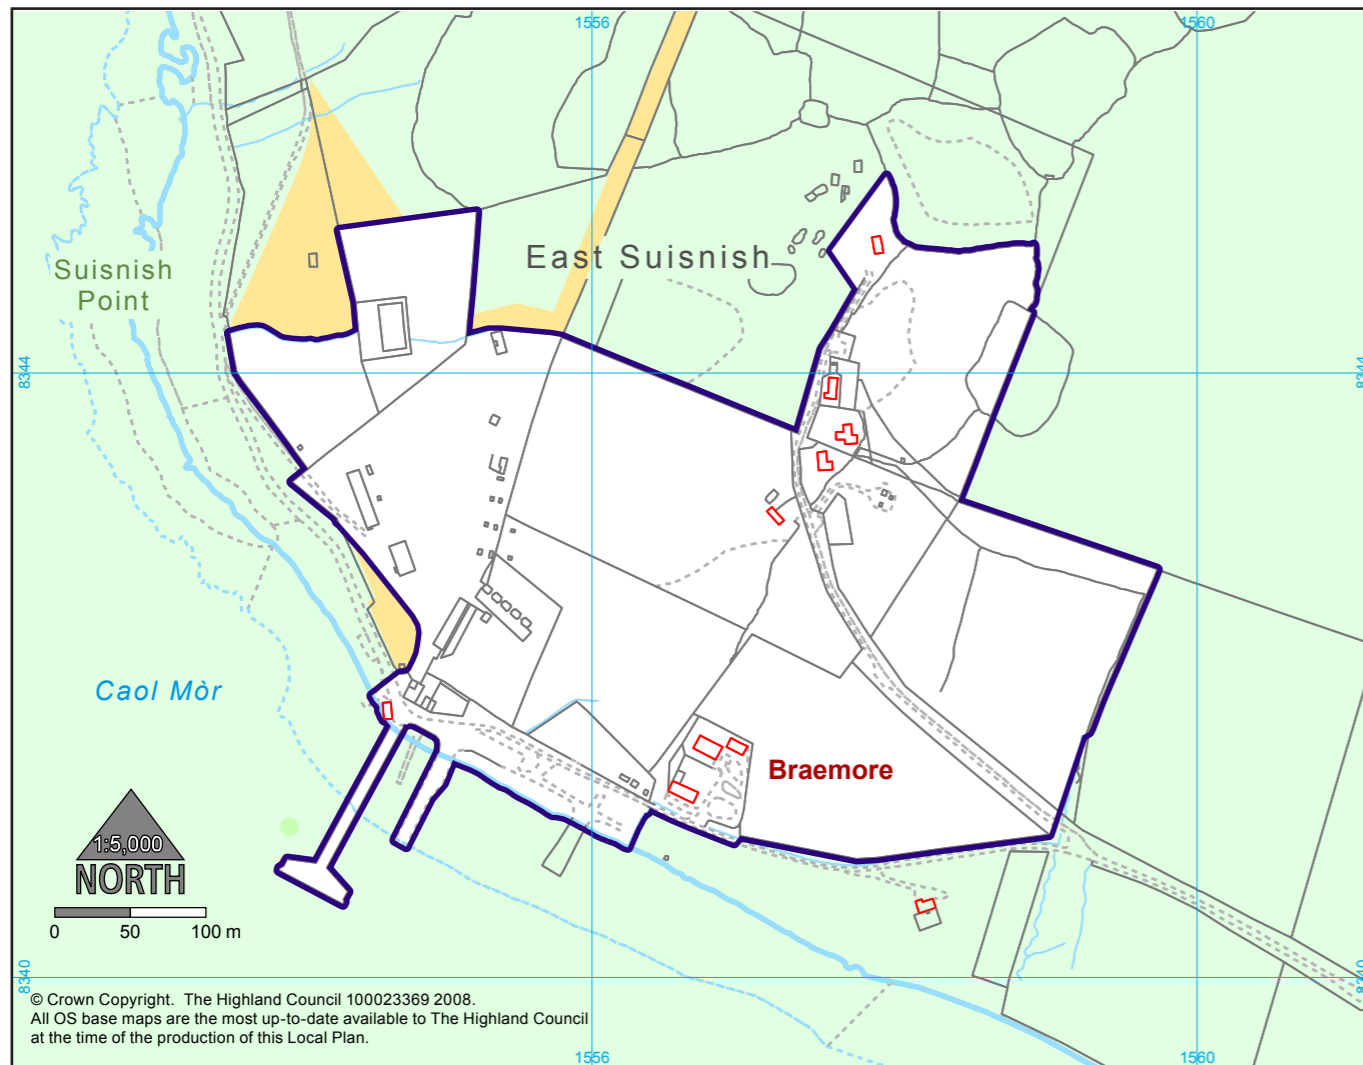 1556
1560
East Suisnish
Suisnish
Point
8344
8344
Caol Mòr
Braemore
1:5,000
NORTH
0 50 100 m
8340
8340
© Crown Copyright. The Highland Council 100023369 2008.
All OS base maps are the most up-to-date available to The Highland Council
at the time of the production of this Local Plan.
1556
1560